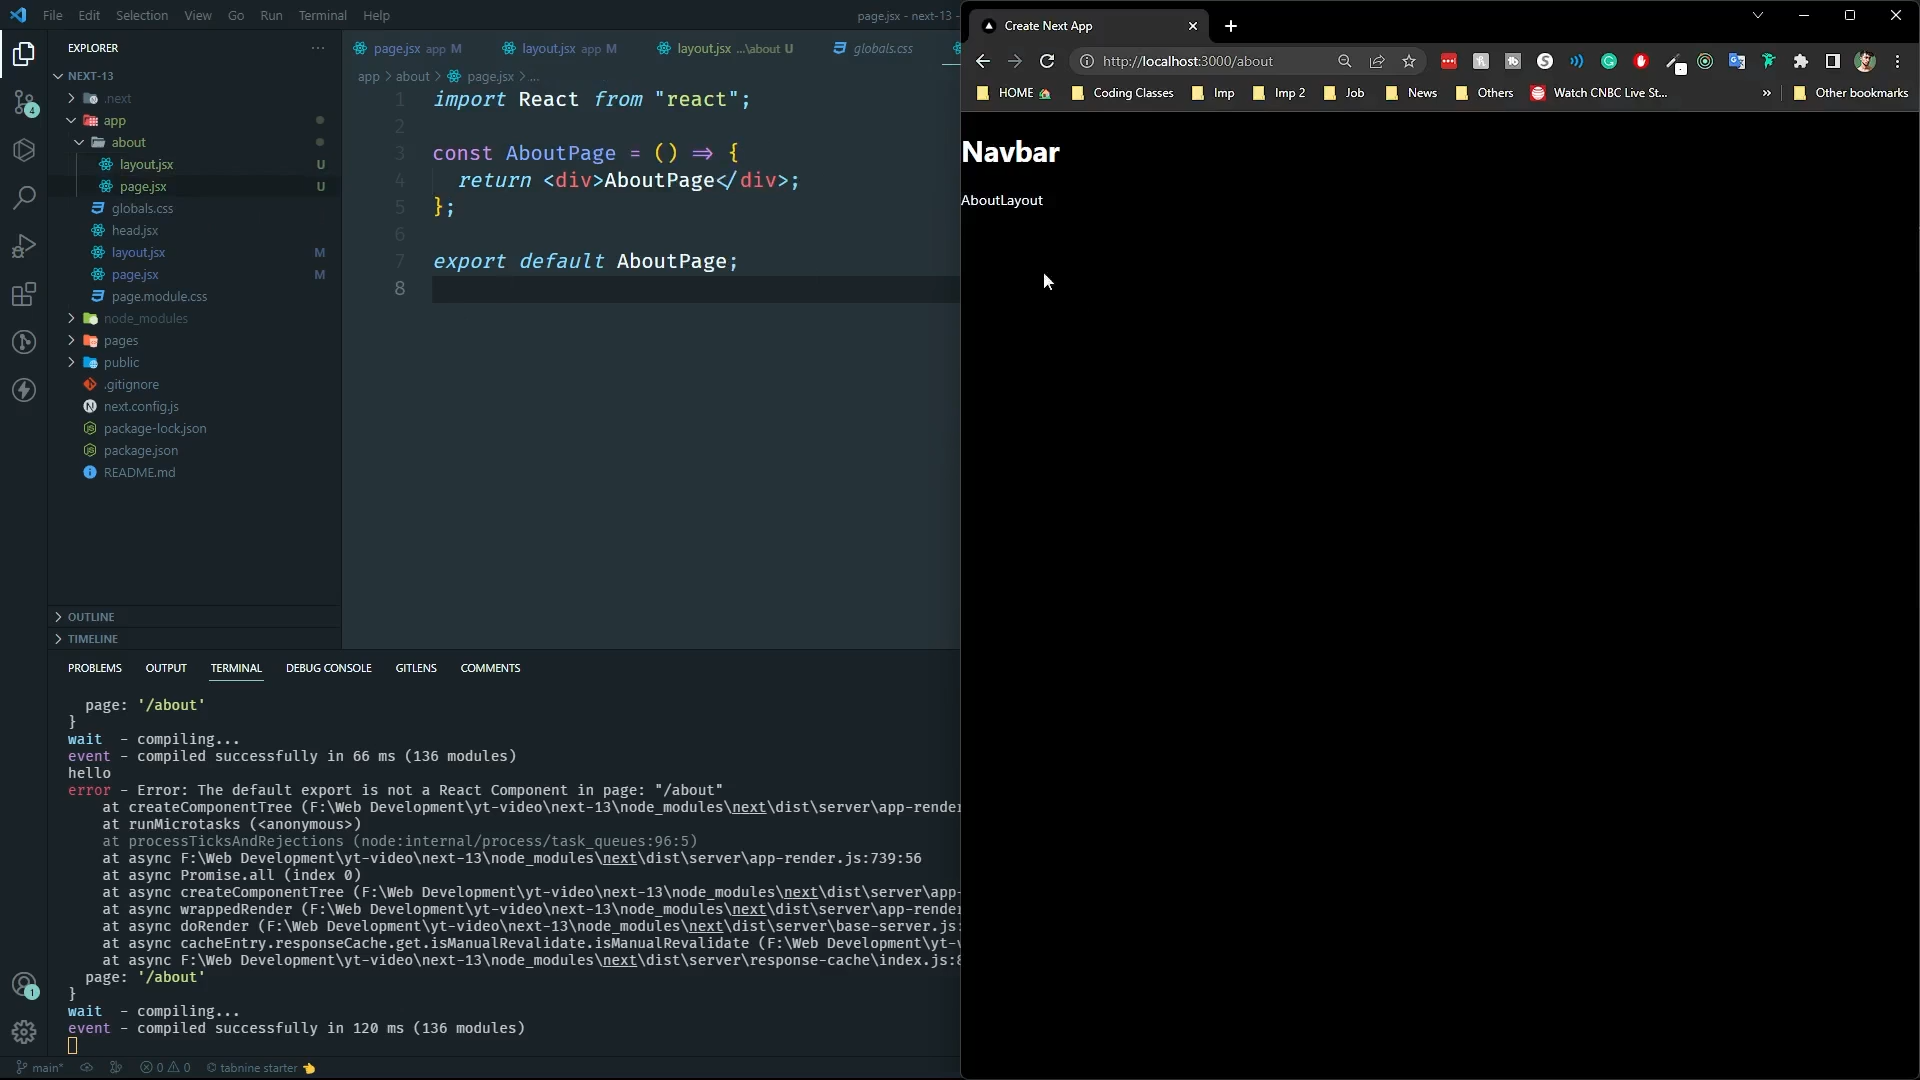 File Edit Selection View Go Run Terminal Help
page.jsx - next-13 -
EXPLORER
NEXT-13
.next
app
about
layout.jsx U
page.jsx U
globals.css
head.jsx
layout.jsx M
page.jsx M
page.module.css
node_modules
pages
public
.gitignore
next.config.js
package-lock.json
package.json
README.md
OUTLINE
TIMELINE
4
1
page.jsx app M
layout.jsx app M
layout.jsx ...\about U
globals.css
app > about > page.jsx > ...
1 import React from "react";
2
3 const AboutPage = () => {
4 return <div>AboutPage</div>;
5 };
6
7 export default AboutPage;
8
PROBLEMS OUTPUT TERMINAL DEBUG CONSOLE GITLENS COMMENTS
page: '/about'
}
wait - compiling...
event - compiled successfully in 66 ms (136 modules)
hello
error - Error: The default export is not a React Component in page: "/about"
at createComponentTree (F:\Web Development\yt-video\next-13\node_modules\next\dist\server\app-render
at runMicrotasks (<anonymous>)
at processTicksAndRejections (node:internal/process/task_queues:96:5)
at async F:\Web Development\yt-video\next-13\node_modules\next\dist\server\app-render.js:739:56
at async Promise.all (index 0)
at async createComponentTree (F:\Web Development\yt-video\next-13\node_modules\next\dist\server\app-
at async wrappedRender (F:\Web Development\yt-video\next-13\node_modules\next\dist\server\app-render
at async doRender (F:\Web Development\yt-video\next-13\node_modules\next\dist\server\base-server.js:
at async cacheEntry.responseCache.get.isManualRevalidate.isManualRevalidate (F:\Web Development\yt-v
at async F:\Web Development\yt-video\next-13\node_modules\next\dist\server\response-cache\index.js:8
page: '/about'
}
wait - compiling...
event - compiled successfully in 120 ms (136 modules)
main* 0 0 tabnine starter
Create Next App
http://localhost:3000/about
HOME Coding Classes Imp Imp 2 Job News Others Watch CNBC Live St... » Other bookmarks
Navbar
AboutLayout